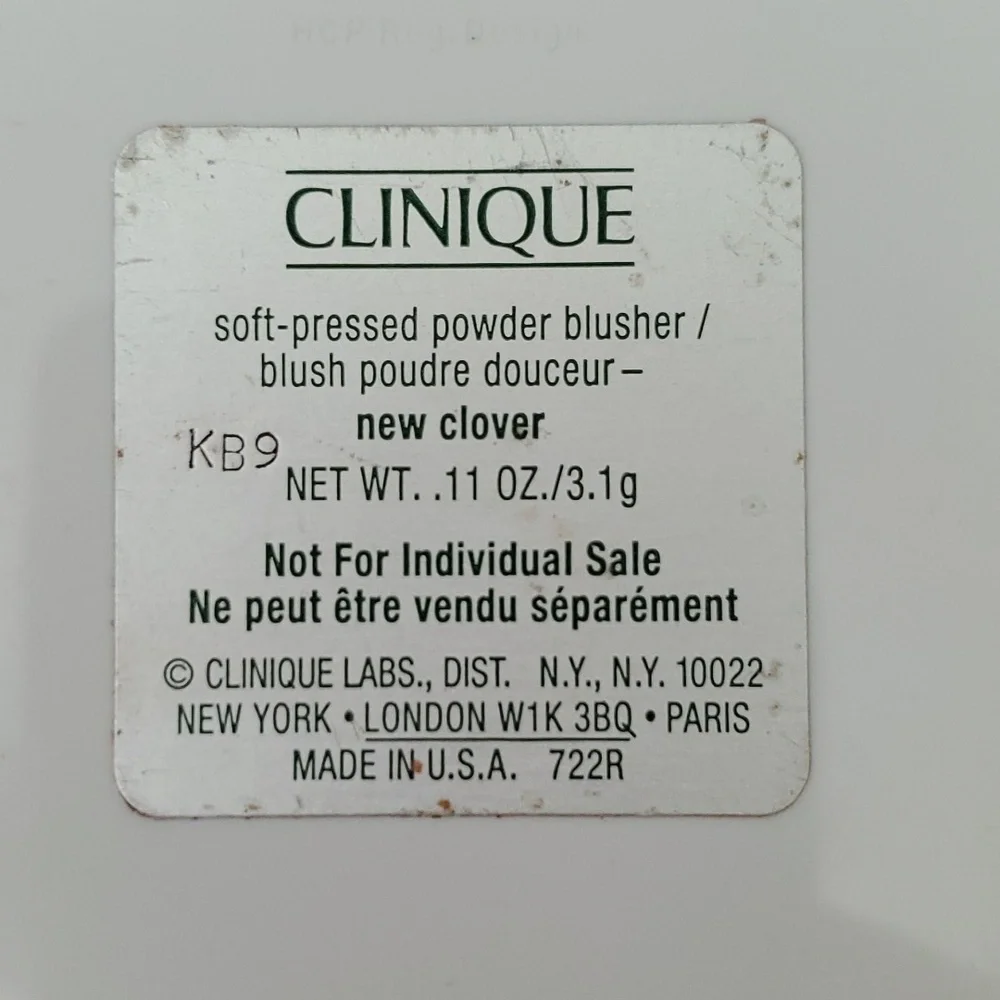 CLINIQUE
soft-pressed powder blusher /
blush poudre douceur –
new clover
KB9
NET WT. .11 OZ./3.1g
Not For Individual Sale
Ne peut être vendu séparément
© CLINIQUE LABS., DIST. N.Y., N.Y. 10022
NEW YORK • LONDON W1K 3BQ • PARIS
MADE IN U.S.A. 722R